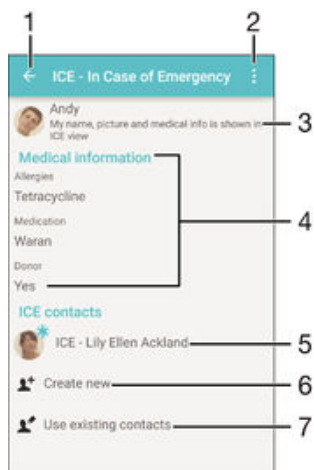 1
2
ICE - In Case of Emergency
Andy
My name, picture and medical info is shown in
ICE view
3
Medical information
Allergies
Tetracycline
Medication
Waran
4
Donor
Yes
ICE contacts
ICE - Lily Ellen Ackland
5
Create new
6
Use existing contacts
7